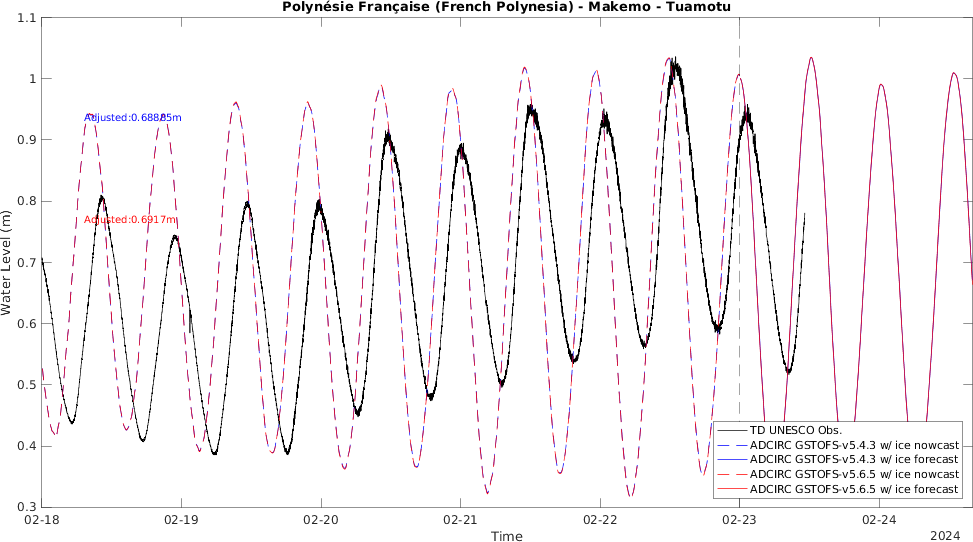 Polynésie Française (French Polynesia) - Makemo - Tuamotu
Water Level (m)
1.1
1
0.9
0.8
0.7
0.6
0.5
0.4
0.3
Adjusted:0.68885m
Adjusted:0.6917m
TD UNESCO Obs.
ADCIRC GSTOFS-v5.4.3 w/ ice nowcast
ADCIRC GSTOFS-v5.4.3 w/ ice forecast
ADCIRC GSTOFS-v5.6.5 w/ ice nowcast
ADCIRC GSTOFS-v5.6.5 w/ ice forecast
02-18 02-19 02-20 02-21 02-22 02-23 02-24
Time
2024